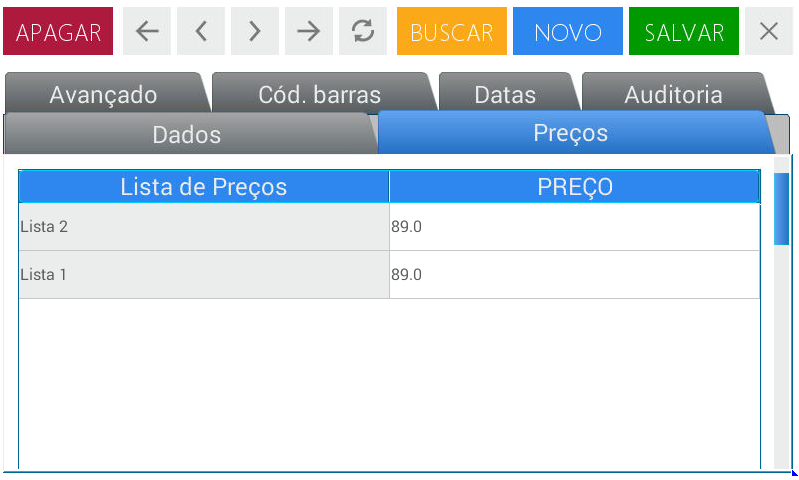 APAGAR BUSCAR NOVO SALVAR
Avançado Cód. barras Datas Auditoria
Dados Preços
Lista de Preços PREÇO
Lista 2 89.0
Lista 1 89.0